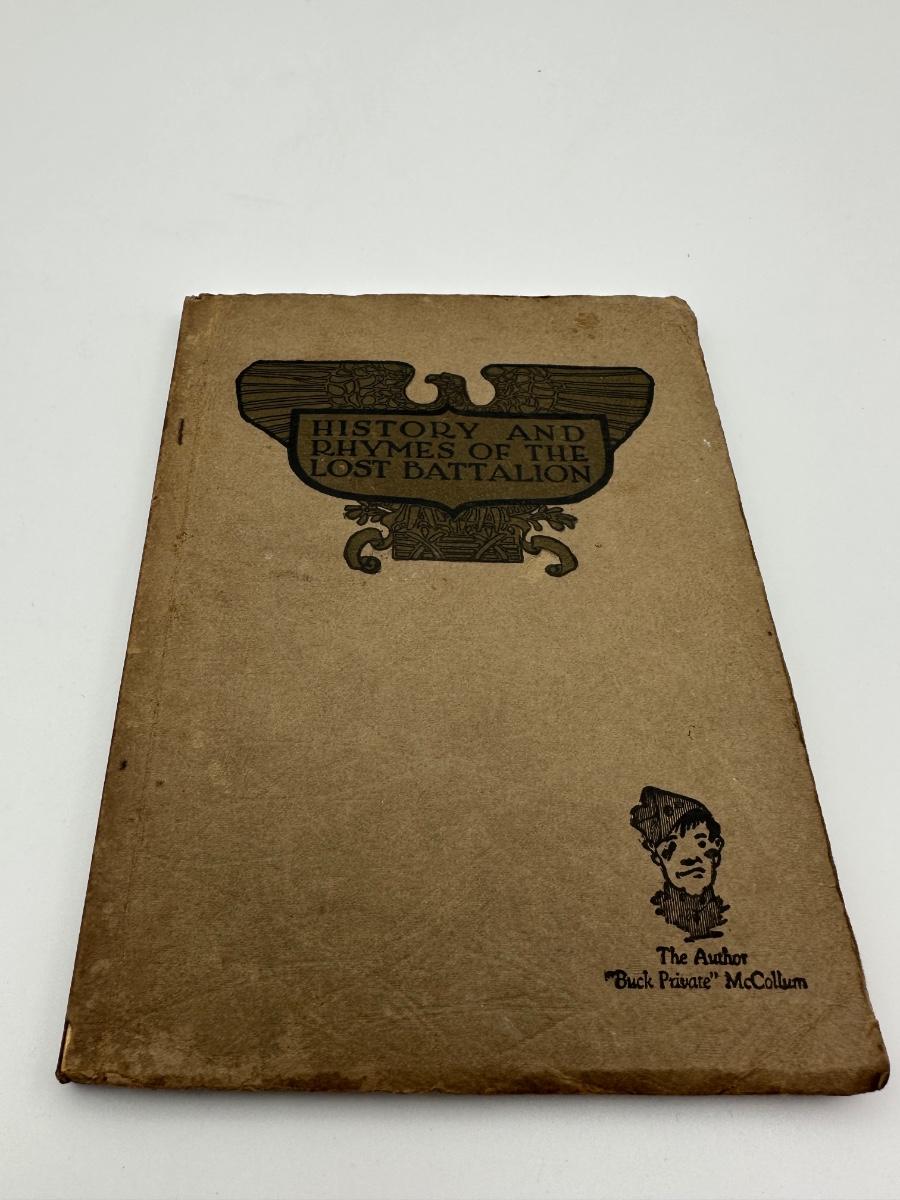 HISTORY AND
RHYMES OF THE
LOST BATTALION
The Author
"Buck Private" McCollum